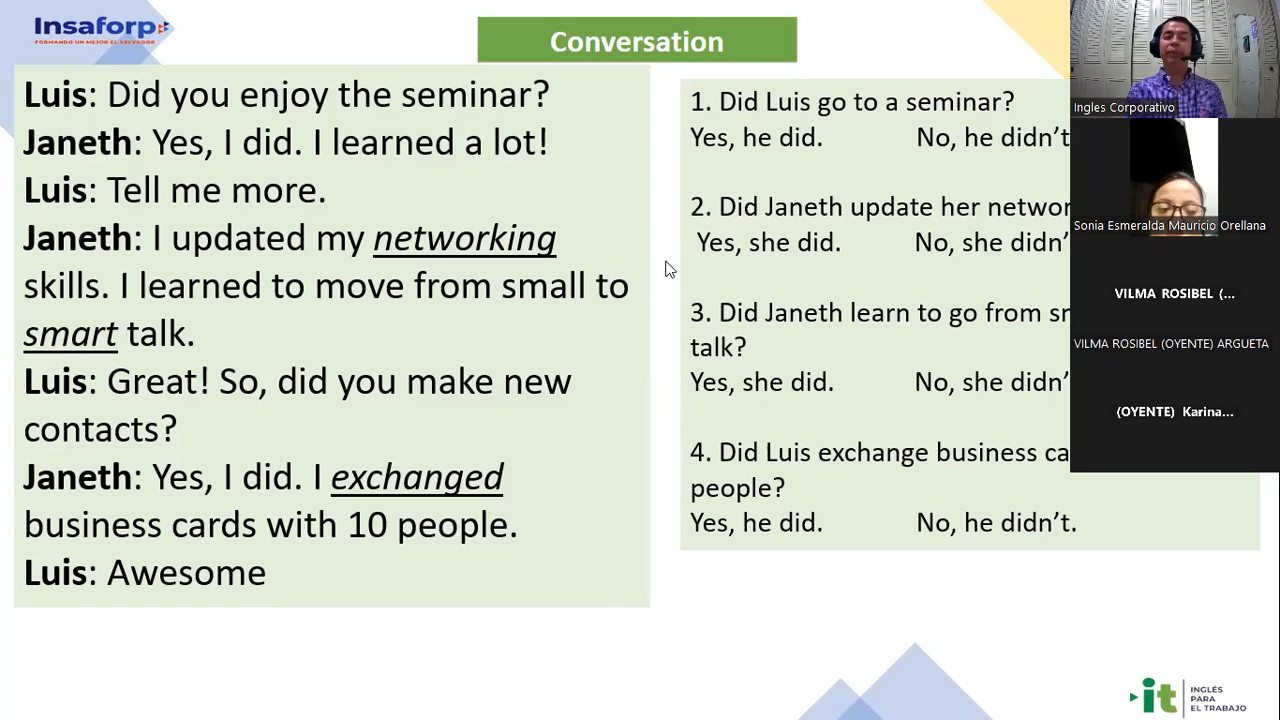 Insaforp
FORMANDO UN MEJOR EL SALVADOR
Conversation
Luis: Did you enjoy the seminar?
Janeth: Yes, I did. I learned a lot!
Luis: Tell me more.
Janeth: I updated my networking
skills. I learned to move from small to
smart talk.
Luis: Great! So, did you make new
contacts?
Janeth: Yes, I did. I exchanged
business cards with 10 people.
Luis: Awesome
1. Did Luis go to a seminar?
Yes, he did. No, he didn't
2. Did Janeth update her
Yes, she did. No, she
3. Did Janeth learn to go from
talk?
Yes, she did. No, she
4. Did Luis exchange business
people?
Yes, he did. No, he didn't.
Ingles Corporativo
Sonia Esmeralda Mauricio Orellana
VILMA ROSIBEL (...
VILMA ROSIBEL (OYENTE) ARGUETA
(OYENTE) Karina...
it
INGLÉS
PARA
EL TRABAJO